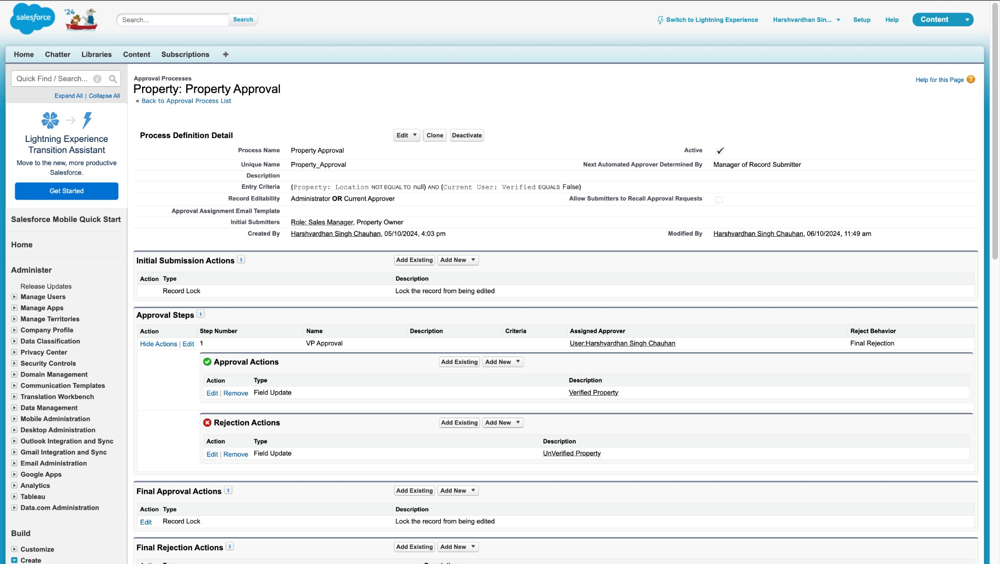 salesforce
'24
Search...
Search
Switch to Lightning Experience
Harshvardhan Sin...
Setup
Help
Content
Home
Chatter
Libraries
Content
Subscriptions
Quick Find / Search...
Expand All | Collapse All
Lightning Experience
Transition Assistant
Move to the new, more productive
Salesforce.
Get Started
Salesforce Mobile Quick Start
Home
Administer
Release Updates
Manage Users
Manage Apps
Manage Territories
Company Profile
Data Classification
Privacy Center
Security Controls
Domain Management
Communication Templates
Translation Workbench
Data Management
Mobile Administration
Desktop Administration
Outlook Integration and Sync
Gmail Integration and Sync
Email Administration
Google Apps
Analytics
Tableau
Data.com Administration
Build
Customize
Create
Approval Processes
Property: Property Approval
« Back to Approval Process List
Help for this Page
Process Definition Detail
Edit
Clone
Deactivate
Process Name Property Approval
Active
Unique Name Property_Approval
Next Automated Approver Determined By Manager of Record Submitter
Description
Entry Criteria (Property: Location NOT EQUAL TO null) AND (Current User: Verified EQUALS False)
Record Editability Administrator OR Current Approver
Allow Submitters to Recall Approval Requests
Approval Assignment Email Template
Initial Submitters Role: Sales Manager, Property Owner
Created By Harshvardhan Singh Chauhan, 05/10/2024, 4:03 pm
Modified By Harshvardhan Singh Chauhan, 06/10/2024, 11:49 am
Initial Submission Actions
Add Existing
Add New
Action Type Description
Record Lock Lock the record from being edited
Approval Steps
Action Step Number Name Description Criteria Assigned Approver Reject Behavior
Hide Actions | Edit 1 VP Approval User:Harshvardhan Singh Chauhan Final Rejection
Approval Actions
Add Existing
Add New
Action Type Description
Edit | Remove Field Update Verified Property
Rejection Actions
Add Existing
Add New
Action Type Description
Edit | Remove Field Update UnVerified Property
Final Approval Actions
Add Existing
Add New
Action Type Description
Edit Record Lock Lock the record from being edited
Final Rejection Actions
Add Existing
Add New